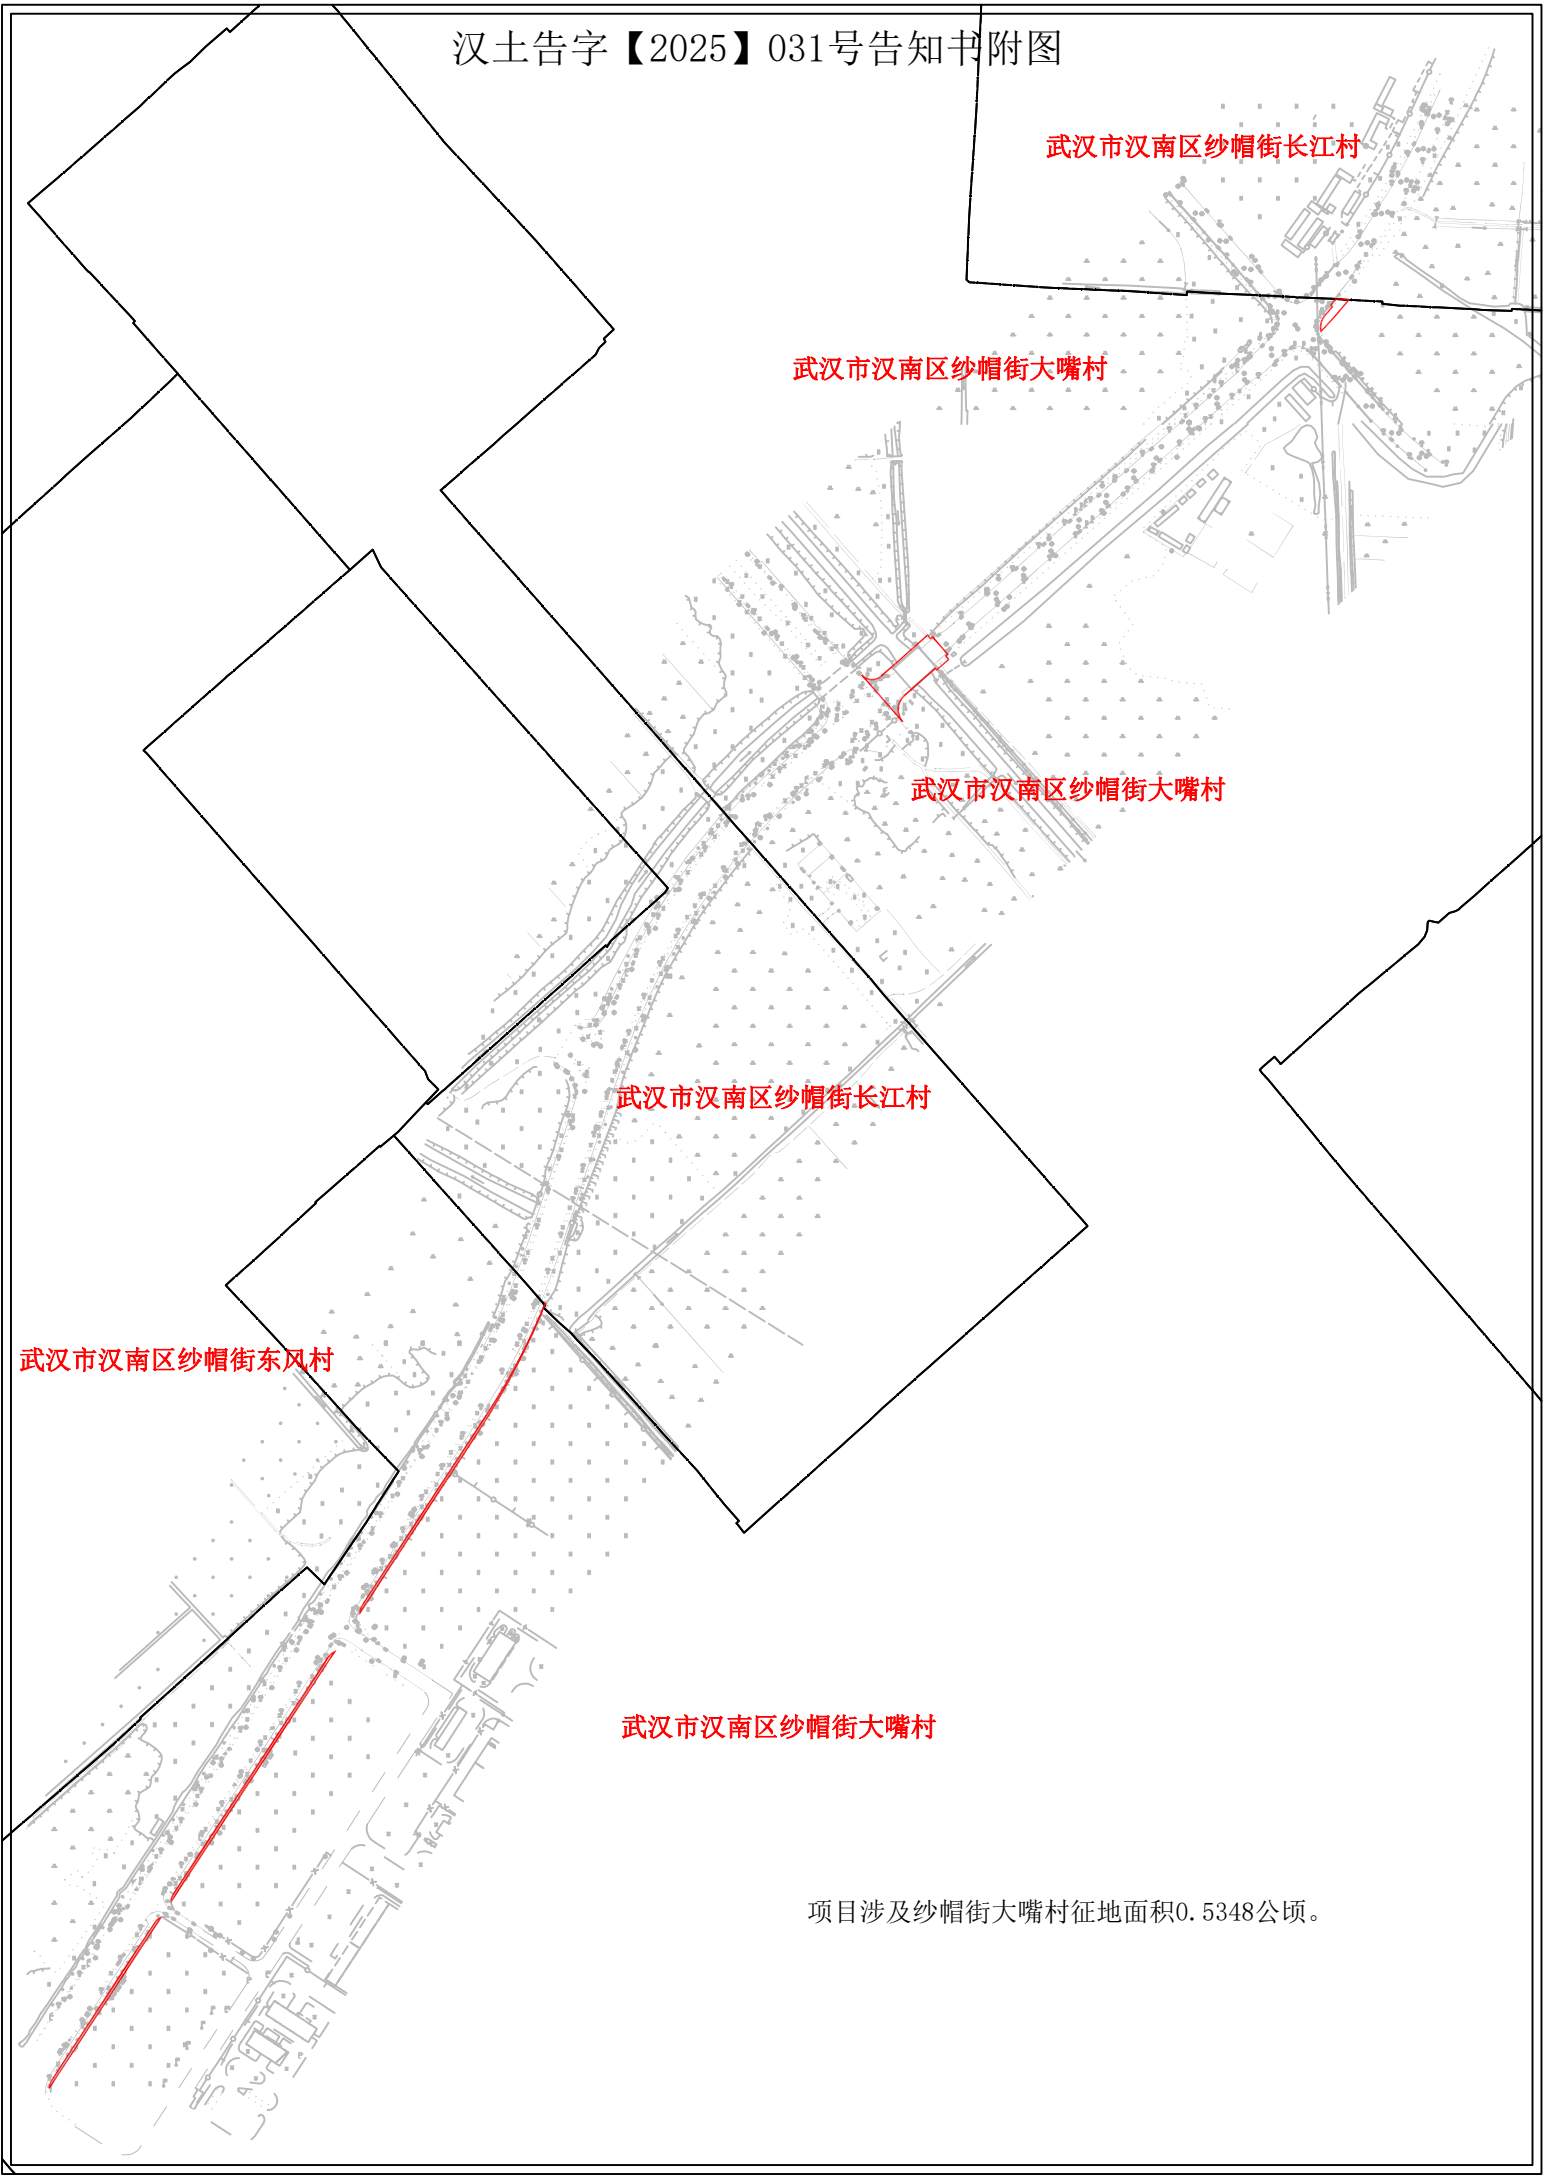 汉土告字【2025】031号告知书附图
武汉市汉南区纱帽街长江村
武汉市汉南区纱帽街大嘴村
武汉市汉南区纱帽街大嘴村
武汉市汉南区纱帽街长江村
武汉市汉南区纱帽街东风村
武汉市汉南区纱帽街大嘴村
项目涉及纱帽街大嘴村征地面积0.5348公顷。